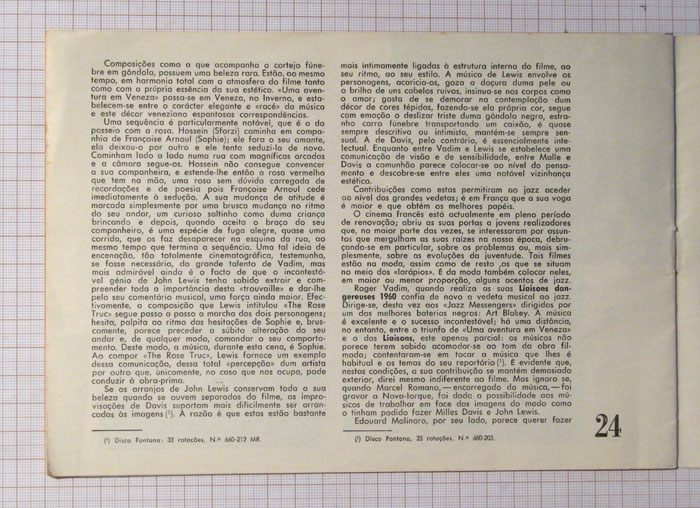 Composições como a que acompanha o cortejo fúne-
bre em gôndola, possuem uma beleza rara. Estão, ao mesmo
tempo, em harmonia total com a atmosfera do filme tanto
como com a própria essência da sua estética. «Uma aven-
tura em Veneza» passa-se em Veneza, no Inverno, e esta-
belecem-se entre o carácter elegante e «racé» da música
e este décor veneziano espantosas correspondências.
Uma sequência é particularmente notável, que é a do
passeio com a rosa. Hossein (Sforzi) caminha em compa-
nhia de Françoise Arnoul (Sophie); ele fora o seu amante,
ela deixou-o por outro e ele tenta seduzi-la de novo.
Caminham lado a lado numa rua com magníficas arcadas
e a câmara segue-os. Hossein não consegue convencer
a sua companheira, e estende-lhe então a rosa vermelha
que tem na mão, uma rosa sem dúvida carregada de
recordações e de poesia pois Françoise Arnoul cede
imediatamente à sedução. A sua mudança de atitude é
marcada simplesmente por uma brusca mudança no ritmo
do seu andar, um curioso saltinho como duma criança
brincando e depois, quando aceita o braço do seu
companheiro, é uma espécie de fuga alegre, quase uma
corrida, que os faz desaparecer na esquina da rua, ao
mesmo tempo que termina a sequência. Uma tal ideia de
encenação, tão totalmente cinematográfica, testemunha,
se fosse necessário, do grande talento de Vadim, mas
mais admirável ainda é o facto de que o incontestá-
vel génio de John Lewis tenha sabido extrair e com-
preender toda a importância desta «trouvaille» e dar-lhe
pelo seu comentário musical, uma força ainda maior. Efec-
tivamente, a composição que Lewis intitulou «The Rose
Truc» segue passo a passo a marcha dos dois personagens;
hesita, palpita ao ritmo das hesitações de Sophie e, brus-
camente, parece preceder a súbita alteração do seu
andar e, de qualquer modo, comandar o seu comporta-
mento. Deste modo, a música, durante esta cena, é Sophie.
Ao compor «The Rose Truc», Lewis, fornece um exemplo
dessa comunicação, dessa total «percepção» dum artista
por outro que, unicamente, no caso que nos ocupa, pode
conduzir à obra-prima.
Se os arranjos de John Lewis conservam toda a sua
beleza quando se ouvem separados do filme, as impro-
visações de Davis suportam mais dificilmente ser arran-
cadas às imagens (¹). A razão é que estas estão bastante
(¹) Disco Fontana: 33 rotações, N.º 660-212 MR.
mais intimamente ligadas à estrutura interna do filme, ao
seu ritmo, ao seu estilo. A música de Lewis envolve os
personagens, acaricia-os, goza a doçura duma pele ou
o brilho de uns cabelos ruivos, insinua-se nos corpos como
o amor; gosta de se demorar na contemplação dum
décor de cores tépidas, fazendo-se ela própria cor, segue
com emoção o deslizar triste duma gôndola negra, estra-
nho carro fúnebre transportando um caixão, é quase
sempre descritiva ou intimista, mantém-se sempre sen-
sual. A de Davis, pelo contrário, é essencialmente inte-
lectual. Enquanto entre Vadim e Lewis se estabelece uma
comunicação de visão e de sensibilidade, entre Malle e
Davis a comunhão parece colocar-se ao nível do pensa-
mento e descobre-se entre eles uma notável vizinhança
estética.
Contribuições como estas permitiram ao jazz aceder
ao nível das grandes vedetas; é em França que a sua voga
é maior e que obtém os melhores papéis.
O cinema francês está actualmente em pleno período
de renovação; abriu as suas portas a jovens realizadores
que, na maior parte das vezes, se interessaram por assun-
tos que mergulham as suas raízes na nossa época, debru-
çando-se em particular, sobre os problemas ou, mais sim-
plesmente, sobre as evoluções da juventude. Tais filmes
estão na moda, assim como de resto ,os que se situam
no meio dos «larápios». É da moda também colocar neles,
em maior ou menor proporção, alguns acentos de jazz.
Roger Vadim, quando realiza as suas Liaisons dan-
gereuses 1960 confia de novo a vedeta musical ao jazz.
Dirige-se, desta vez aos «Jazz Messengers» dirigidos por
um dos melhores baterias negros: Art Blakey. A música
é excelente e o sucesso incontestável; há uma distância,
no entanto, entre o triunfo de «Uma aventura em Veneza»
e o das Liaisons, este apenas parcial: os músicos não
parece terem sabido acomodar-se ao tom da obra fil-
mada; contentaram-se em tocar a música que lhes é
habitual e os temas do seu reportório (¹). É evidente que,
nestas condições, a sua contribuição se mantém demasiado
exterior, direi mesmo indiferente ao filme. Mas ignoro se,
quando Marcel Romano, — encarregado da música, — foi
gravar a Nova-Iorque, foi dada a possibilidade aos mú-
sicos de trabalhar em face das imagens do modo como
o tinham podido fazer Milles Davis e John Lewis.
Edouard Molinaro, por seu lado, parece querer fazer
(¹) Disco Fontana, 33 rotações, N.º 680-203.
24